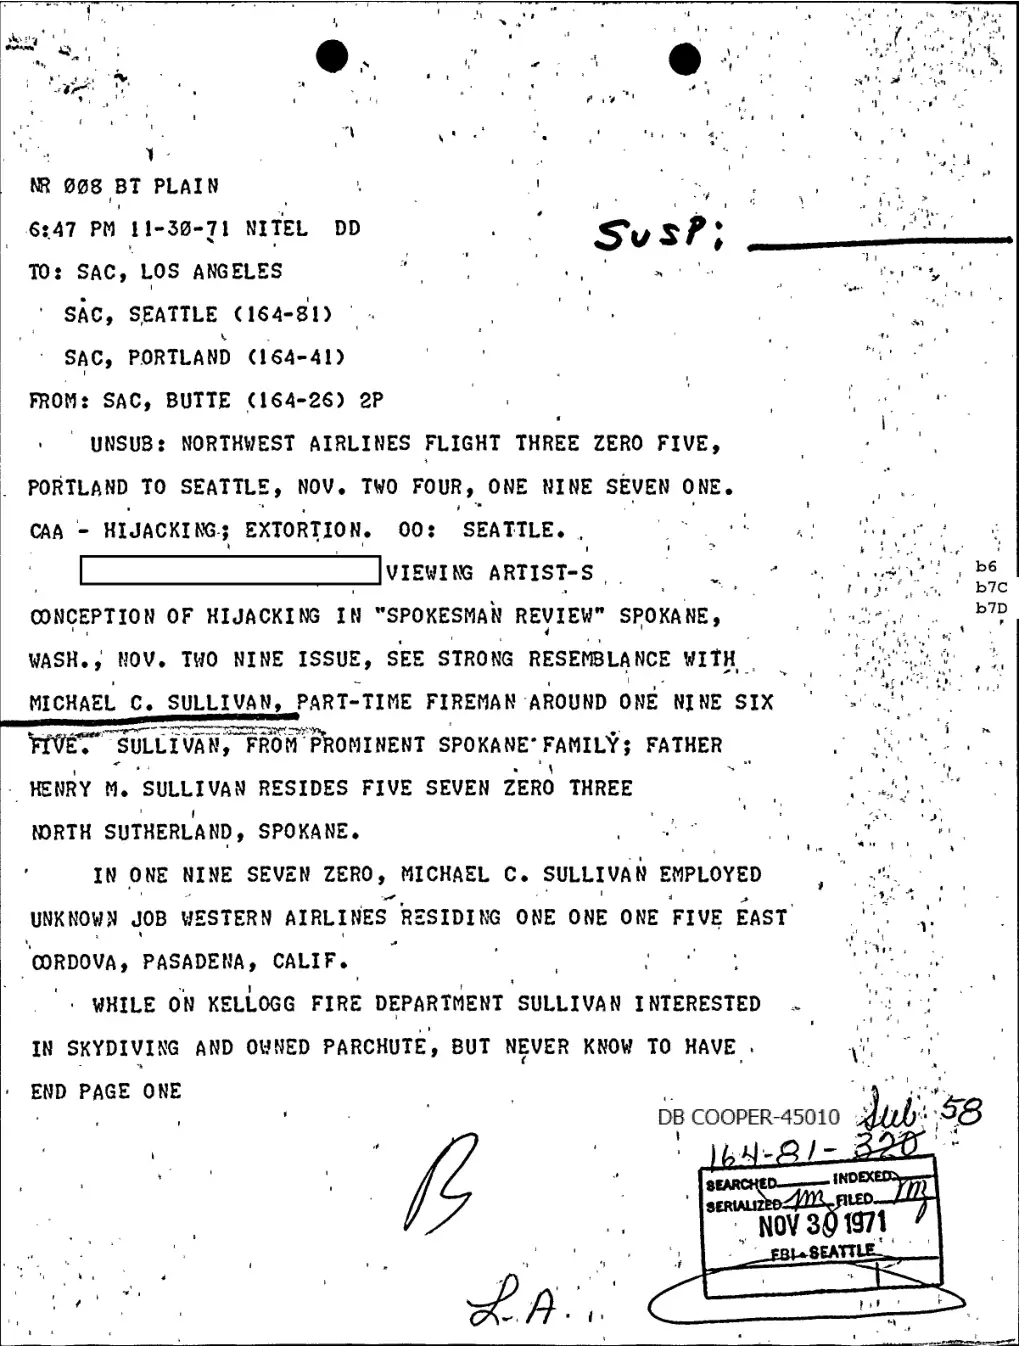 NR 008 BT PLAIN
6:47 PM 11-30-71 NITEL DD
SUSP:
TO: SAC, LOS ANGELES
SAC, SEATTLE (164-81)
SAC, PORTLAND (164-41)
FROM: SAC, BUTTE (164-26) 2P
UNSUB: NORTHWEST AIRLINES FLIGHT THREE ZERO FIVE,
PORTLAND TO SEATTLE, NOV. TWO FOUR, ONE NINE SEVEN ONE.
CAA - HIJACKING; EXTORTION. OO: SEATTLE.
VIEWING ARTIST-S
b6
b7C
b7D
CONCEPTION OF HIJACKING IN "SPOKESMAN REVIEW" SPOKANE,
WASH., NOV. TWO NINE ISSUE, SEE STRONG RESEMBLANCE WITH
MICHAEL C. SULLIVAN, PART-TIME FIREMAN AROUND ONE NINE SIX
FIVE. SULLIVAN, FROM PROMINENT SPOKANE FAMILY; FATHER
HENRY M. SULLIVAN RESIDES FIVE SEVEN ZERO THREE
NORTH SUTHERLAND, SPOKANE.
IN ONE NINE SEVEN ZERO, MICHAEL C. SULLIVAN EMPLOYED
UNKNOWN JOB WESTERN AIRLINES RESIDING ONE ONE ONE FIVE EAST
CORDOVA, PASADENA, CALIF.
WHILE ON KELLOGG FIRE DEPARTMENT SULLIVAN INTERESTED
IN SKYDIVING AND OWNED PARCHUTE, BUT NEVER KNOW TO HAVE
END PAGE ONE
DB COOPER-45010
Sub 58
164-81-320
SEARCHED INDEXED
SERIALIZED FILED
NOV 30 1971
FBI - SEATTLE
B
L.A.